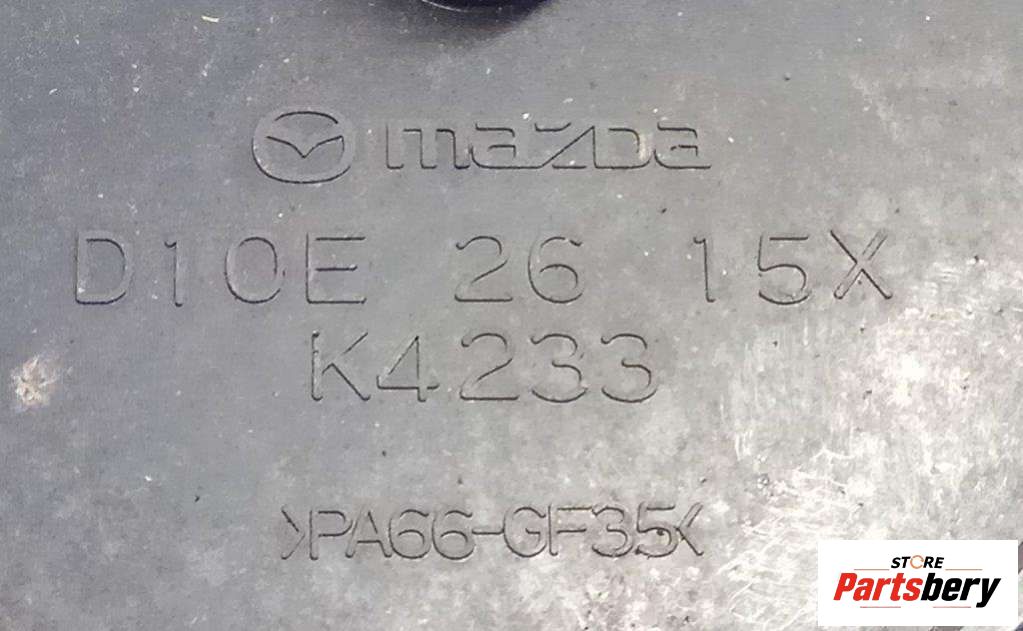 mazda
D10E 26 15X
K4233
>PA66-GF35<
STORE
Partsbery